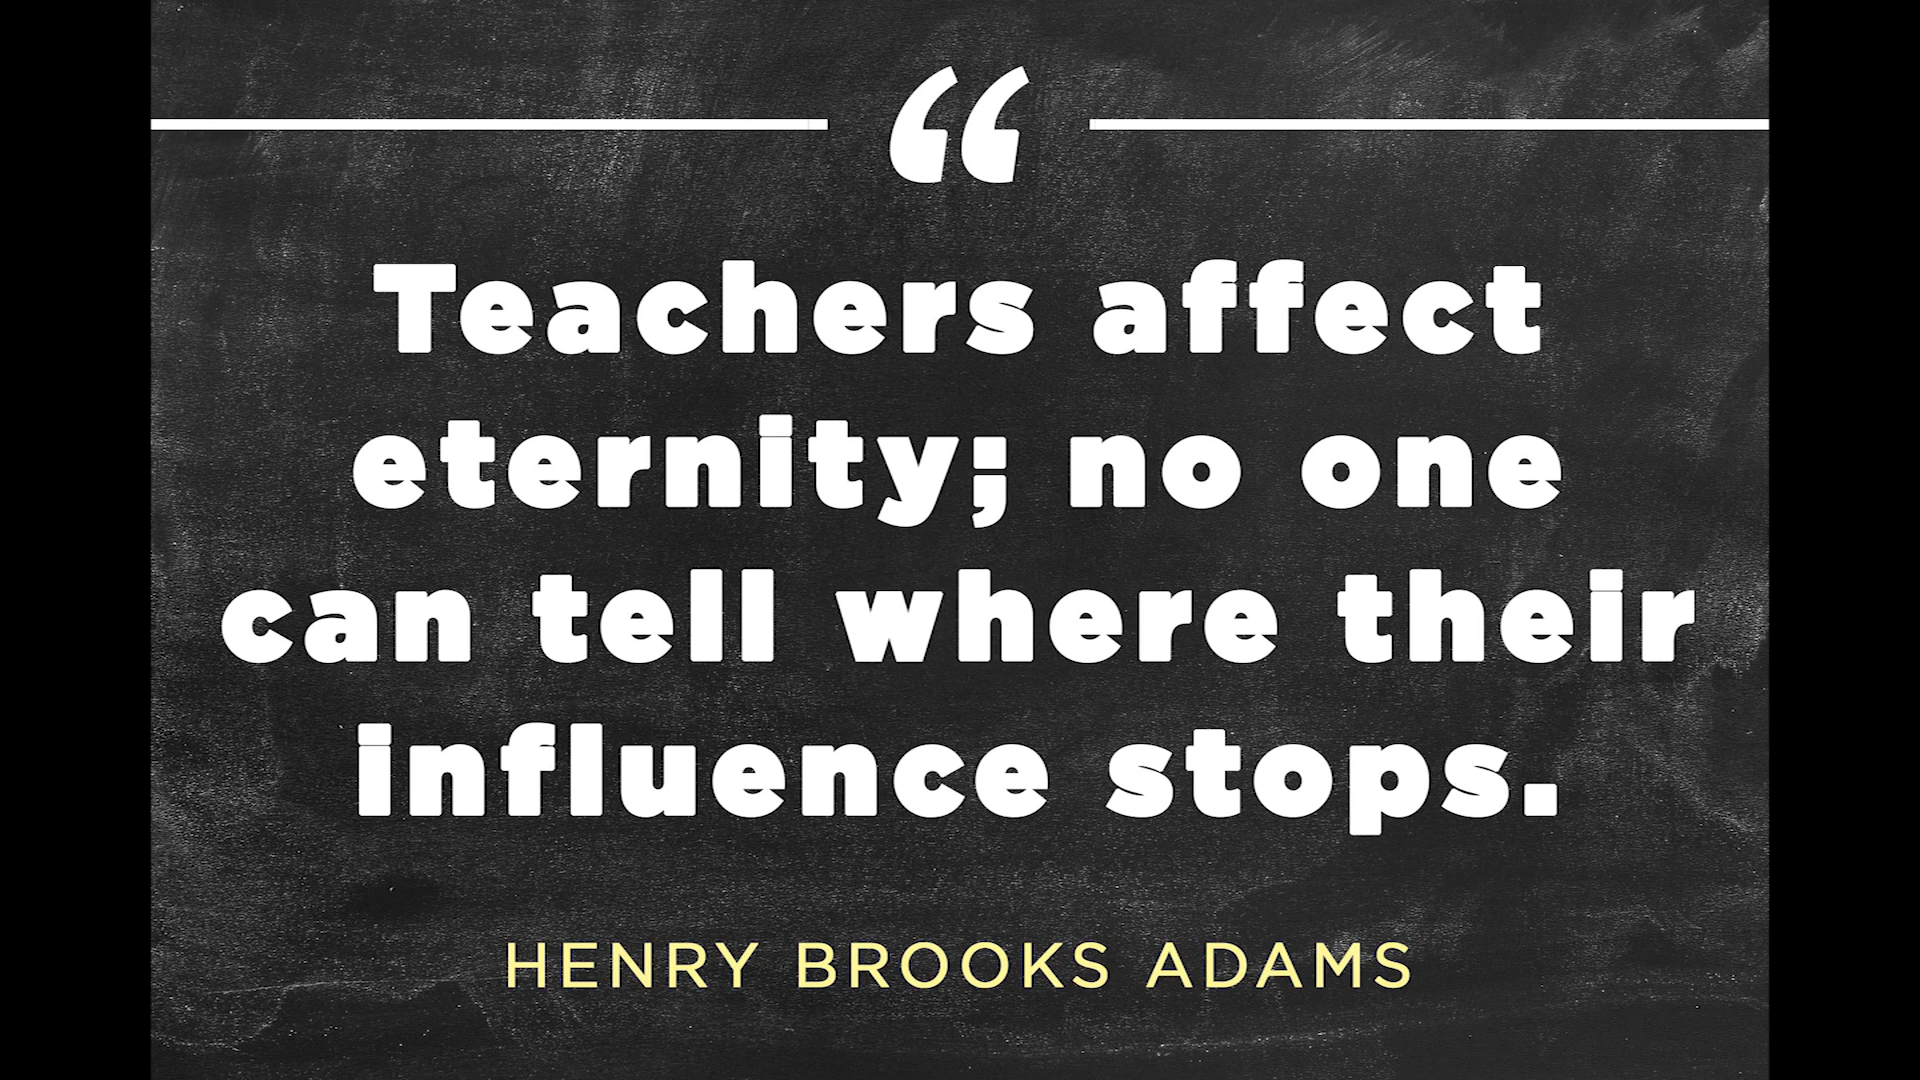 “
Teachers affect
eternity; no one
can tell where their
influence stops.
HENRY BROOKS ADAMS